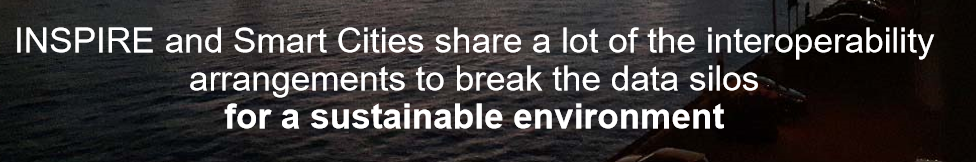 INSPIRE and Smart Cities share a lot of the interoperability
arrangements to break the data silos
for a sustainable environment